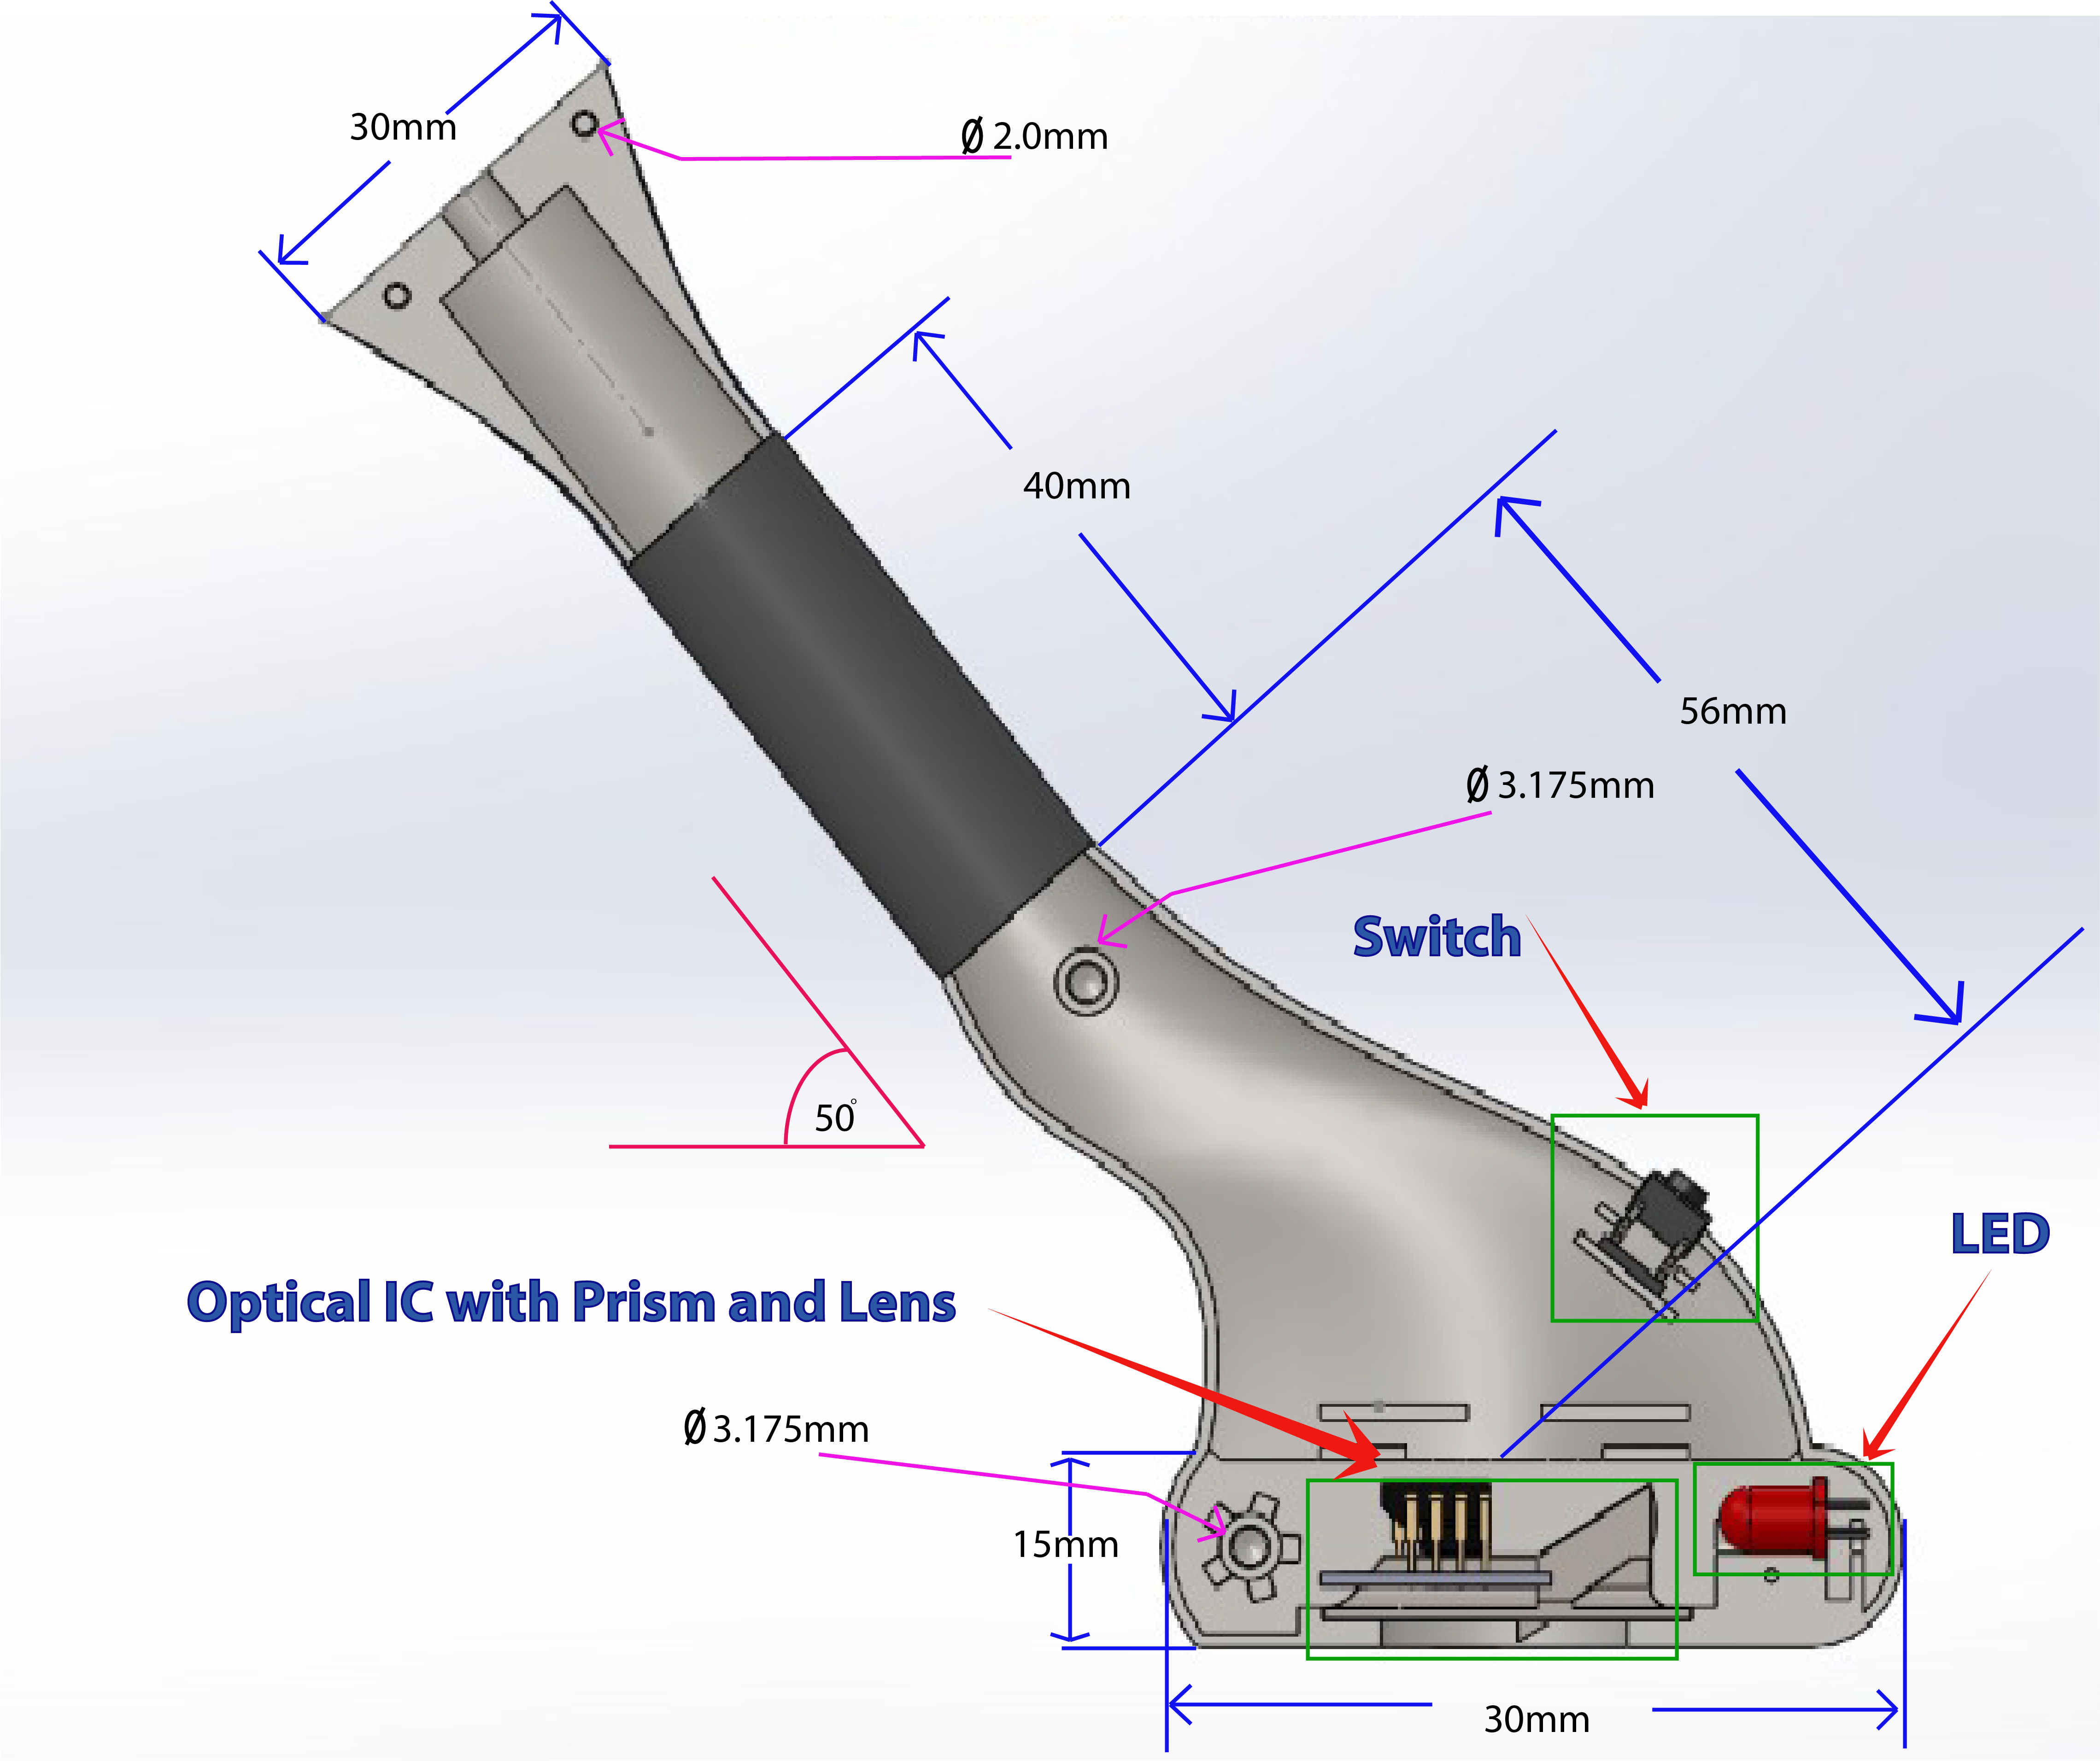 30mm
Ø 2.0mm
40mm
56mm
Ø 3.175mm
Switch
50°
LED
Optical IC with Prism and Lens
Ø 3.175mm
15mm
30mm